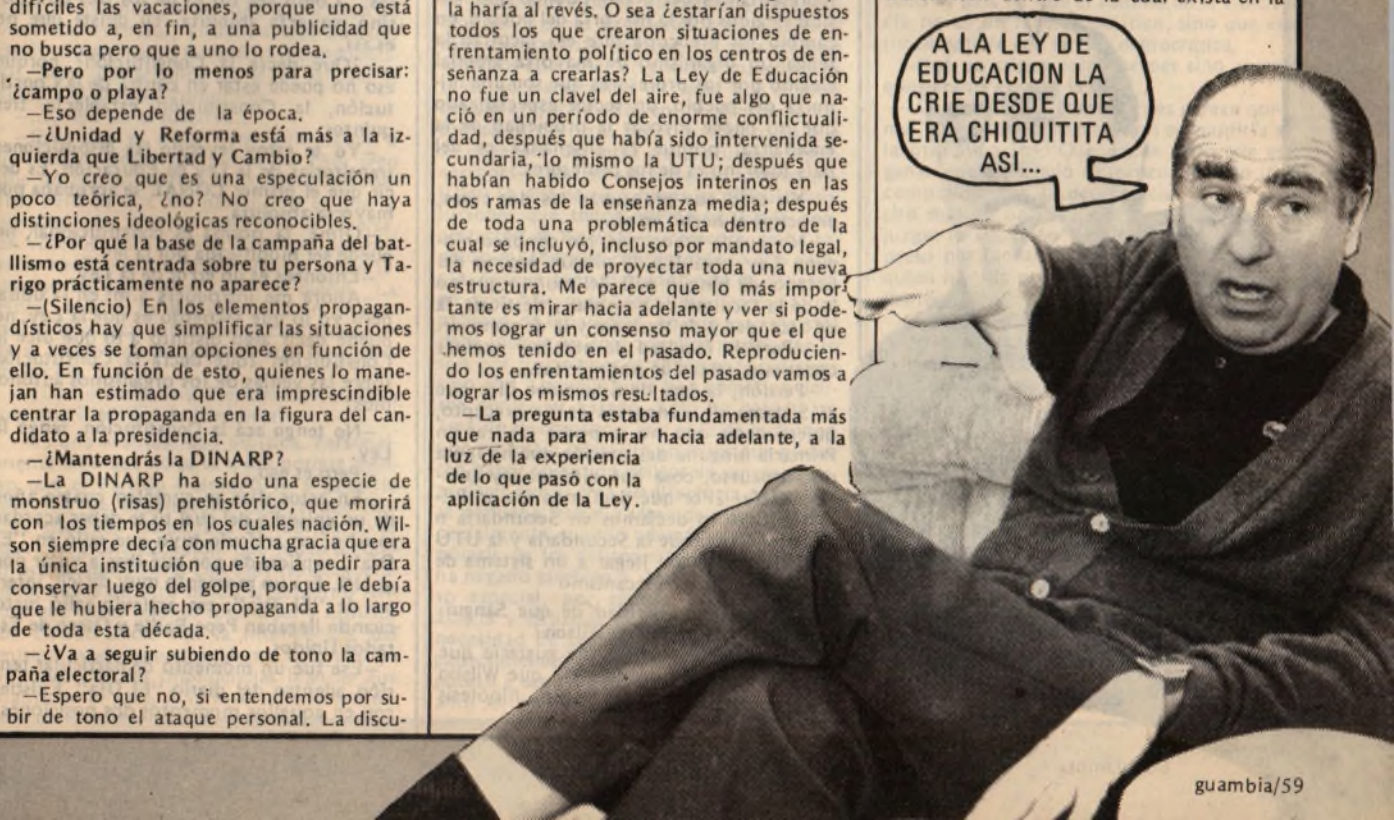 difíciles las vacaciones, porque uno está
sometido a, en fin, a una publicidad que
no busca pero que a uno lo rodea.
—Pero por lo menos para precisar:
¿campo o playa?
—Eso depende de la época.
—¿Unidad y Reforma está más a la iz-
quierda que Libertad y Cambio?
—Yo creo que es una especulación un
poco teórica, ¿no? No creo que haya
distinciones ideológicas reconocibles.
—¿Por qué la base de la campaña del bat-
llismo está centrada sobre tu persona y Ta-
rigo prácticamente no aparece?
—(Silencio) En los elementos propagan-
dísticos hay que simplificar las situaciones
y a veces se toman opciones en función de
ello. En función de esto, quienes lo mane-
jan han estimado que era imprescindible
centrar la propaganda en la figura del can-
didato a la presidencia.
—¿Mantendrás la DINARP?
—La DINARP ha sido una especie de
monstruo (risas) prehistórico, que morirá
con los tiempos en los cuales nación. Wil-
son siempre decía con mucha gracia que era
la única institución que iba a pedir para
conservar luego del golpe, porque le debía
que le hubiera hecho propaganda a lo largo
de toda esta década.
—¿Va a seguir subiendo de tono la cam-
paña electoral?
—Espero que no, si entendemos por su-
bir de tono el ataque personal. La discu-
la haría al revés. O sea ¿estarían dispuestos
todos los que crearon situaciones de en-
frentamiento político en los centros de en-
señanza a crearlas? La Ley de Educación
no fue un clavel del aire, fue algo que na-
ció en un período de enorme conflictuali-
dad, después que había sido intervenida se-
cundaria, lo mismo la UTU; después que
habían habido Consejos interinos en las
dos ramas de la enseñanza media; después
de toda una problemática dentro de la
cual se incluyó, incluso por mandato legal,
la necesidad de proyectar toda una nueva
estructura. Me parece que lo más impor-
tante es mirar hacia adelante y ver si pode-
mos lograr un consenso mayor que el que
hemos tenido en el pasado. Reproducien-
do los enfrentamientos del pasado vamos a
lograr los mismos resultados.
—La pregunta estaba fundamentada más
que nada para mirar hacia adelante, a la
luz de la experiencia
de lo que pasó con la
aplicación de la Ley.
A LA LEY DE
EDUCACION LA
CRIE DESDE QUE
ERA CHIQUITITA
ASI...
guambia/59